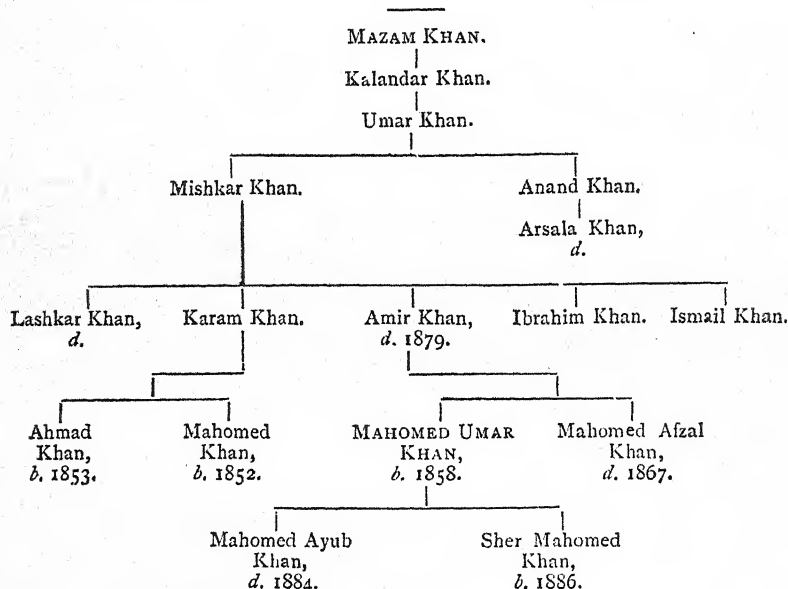 MAZAM KHAN.
Kalandar Khan.
Umar Khan.
Mishkar Khan. Anand Khan.
Arsala Khan,
d.
Lashkar Khan, Karam Khan. Amir Khan, Ibrahim Khan. Ismail Khan.
d. d. 1879.
Ahmad Mahomed MAHOMED UMAR Mahomed Afzal
Khan, Khan, KHAN, Khan,
b. 1853. b. 1852. b. 1858. d. 1867.
Mahomed Ayub Sher Mahomed
Khan, Khan,
d. 1884. b. 1886.